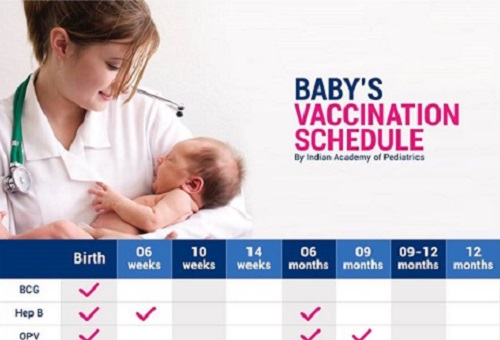 BABY'S
VACCINATION
SCHEDULE
By Indian Academy of Pediatrics
Birth 06 weeks 10 weeks 14 weeks 06 months 09 months 09-12 months 12 months
BCG
Hep B
OPV